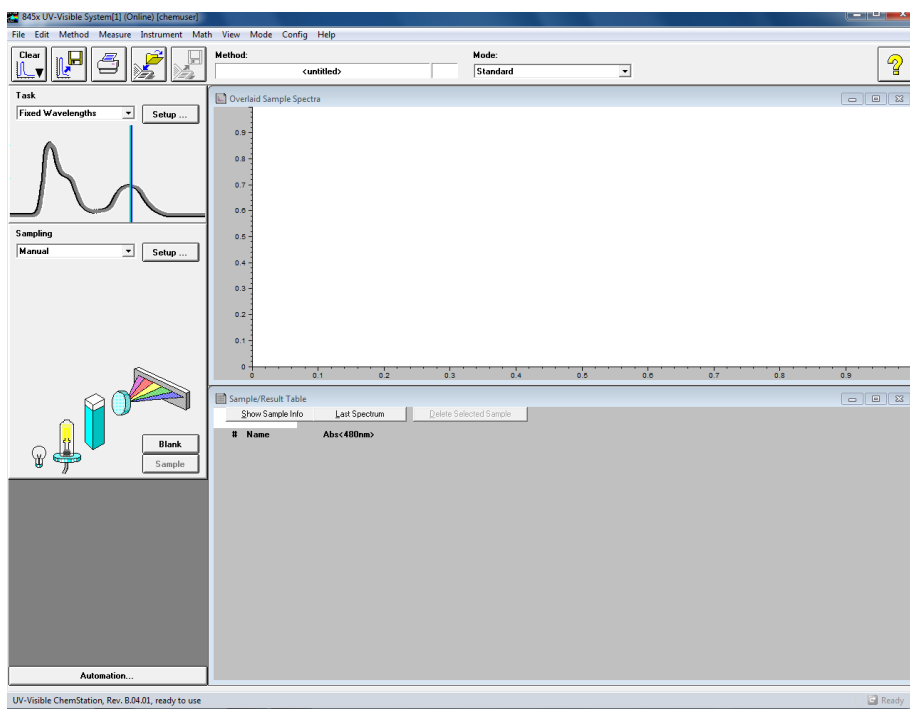 845x UV-Visible System[1] (Online) [chemuser]
File Edit Method Measure Instrument Math View Mode Config Help
Clear
Method:
<untitled>
Mode:
Standard
Task
Fixed Wavelengths
Setup ...
Sampling
Manual
Setup ...
Blank
Sample
Automation...
Overlaid Sample Spectra
0.9
0.8
0.7
0.6
0.5
0.4
0.3
0.2
0.1
0
0 0.1 0.2 0.3 0.4 0.5 0.6 0.7 0.8 0.9
Sample/Result Table
Show Sample Info Last Spectrum Delete Selected Sample
# Name Abs<480nm>
UV-Visible ChemStation, Rev. B.04.01, ready to use
Ready